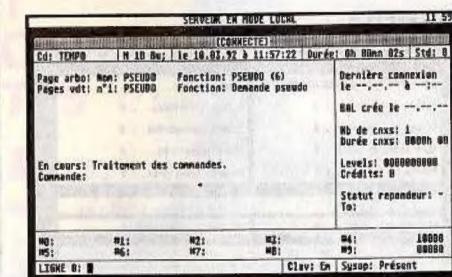 SERVEUR EN MODE LOCAL 11 59
(CONNECTE)
Cd: TEMPO N 1D Bw; le 10.03.92 à 11:57:22 Durée: 0h 00mn 02s Std: 0
Page arbo: Nom: PSEUDO Fonction: PSEUDO (6)
Pages vdt: n°1: PSEUDO Fonction: Demande pseudo
Dernière connexion
le --.--.-- à --:--
BAL crée le --.--.--
Nb de cnxs: 1
Durée cnxs: 0000h 00
En cours: Traitement des commandes.
Commande:
Levels: 0000000000
Crédits: 0
Statut repondeur: -
To:
#0: #1: #2: #3: #4: 10000
#5: #6: #7: #8: #9: 00000
LIGNE 0: Clav: En Sysop: Présent